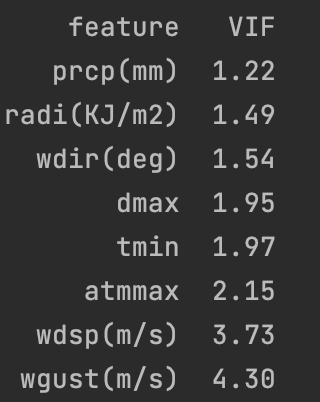 feature VIF
prcp(mm) 1.22
radi(KJ/m2) 1.49
wdir(deg) 1.54
dmax 1.95
tmin 1.97
atmmax 2.15
wdsp(m/s) 3.73
wgust(m/s) 4.30